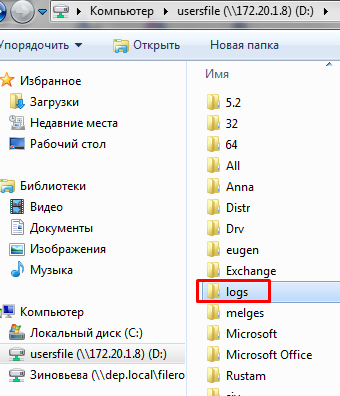 Компьютер ▸ usersfile (\\172.20.1.8) (D:) ▸
Упорядочить ▾ Открыть Новая папка
Избранное
Загрузки
Недавние места
Рабочий стол
Библиотеки
Видео
Документы
Изображения
Музыка
Компьютер
Локальный диск (C:)
usersfile (\\172.20.1.8) (D:)
Зиновьева (\\dep.local\filero
Имя
5.2
32
64
All
Anna
Distr
Drv
eugen
Exchange
logs
melges
Microsoft
Microsoft Office
Rustam